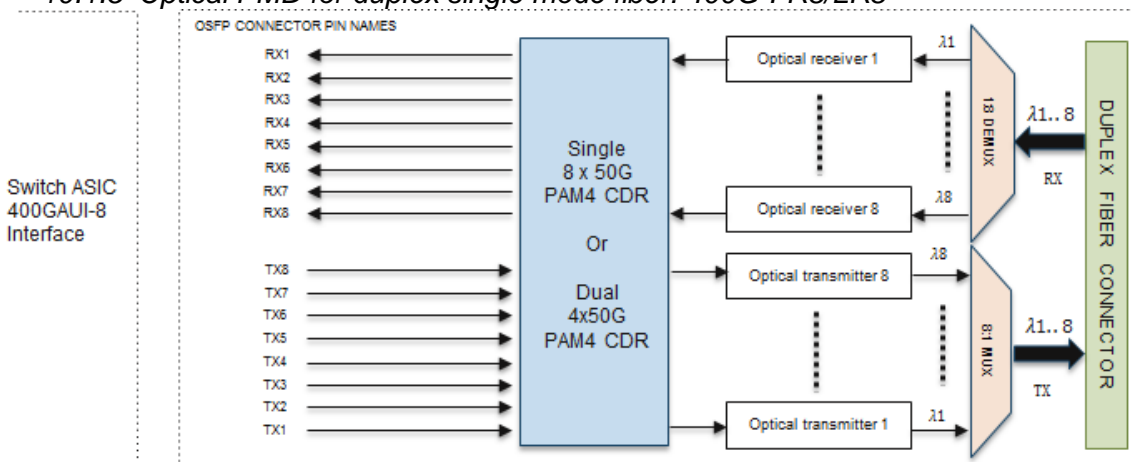 OSFP CONNECTOR PIN NAMES
RX1
RX2
RX3
RX4
RX5
RX6
RX7
RX8
Switch ASIC
400GAUI-8
Interface
TX8
TX7
TX6
TX5
TX4
TX3
TX2
TX1
Single
8 x 50G
PAM4 CDR
Or
Dual
4x50G
PAM4 CDR
Optical receiver 1
Optical receiver 8
Optical transmitter 8
Optical transmitter 1
λ1
λ8
λ8
λ1
1:8 DEMUX
8:1 MUX
λ1..8
RX
λ1..8
TX
DUPLEX FIBER CONNECTOR